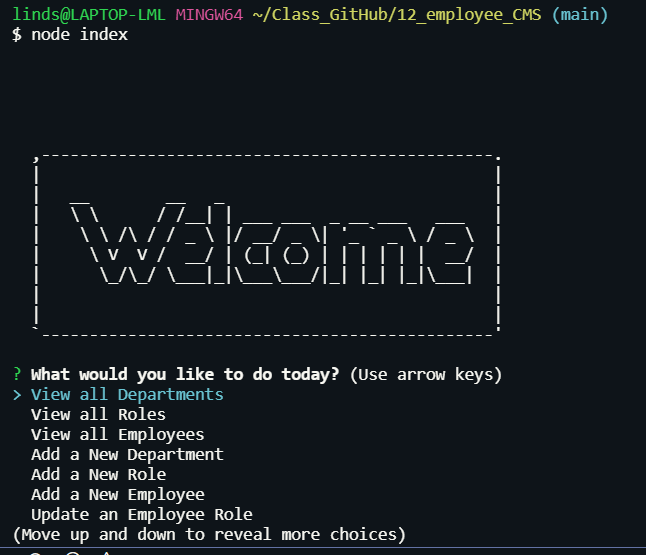 linds@LAPTOP-LML MINGW64 ~/Class_GitHub/12_employee_CMS (main)
$ node index
Welcome
? What would you like to do today? (Use arrow keys)
> View all Departments
View all Roles
View all Employees
Add a New Department
Add a New Role
Add a New Employee
Update an Employee Role
(Move up and down to reveal more choices)